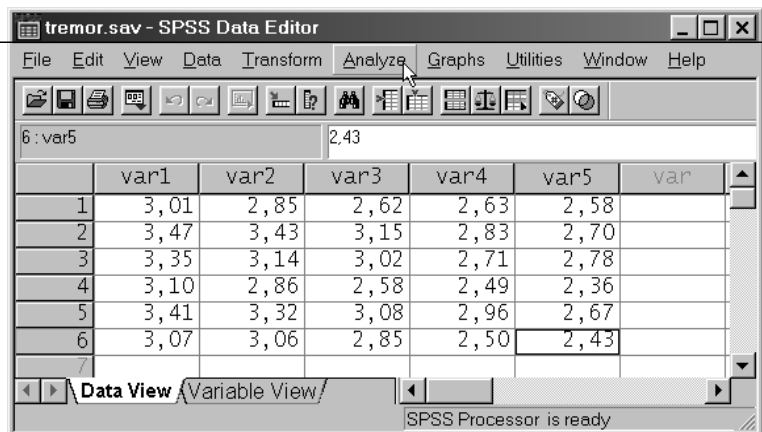 tremor.sav - SPSS Data Editor
File Edit View Data Transform Analyze Graphs Utilities Window Help
6 : var5 2,43
var1 var2 var3 var4 var5 var
1 3,01 2,85 2,62 2,63 2,58
2 3,47 3,43 3,15 2,83 2,70
3 3,35 3,14 3,02 2,71 2,78
4 3,10 2,86 2,58 2,49 2,36
5 3,41 3,32 3,08 2,96 2,67
6 3,07 3,06 2,85 2,50 2,43
7
Data View Variable View
SPSS Processor is ready